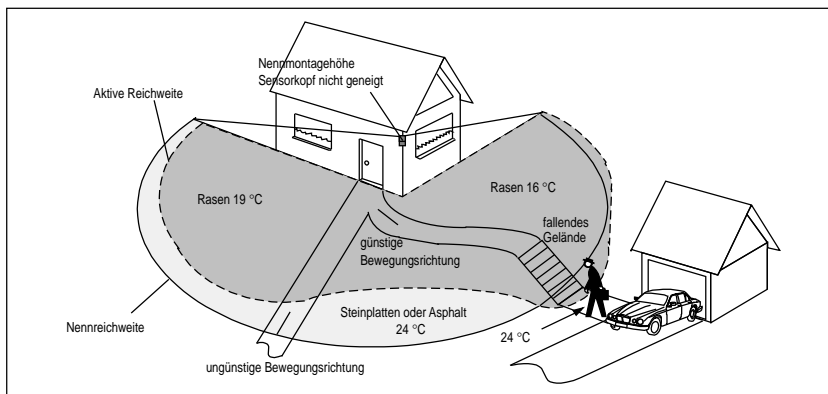 Nennmontagehöhe
Sensorkopf nicht geneigt
Aktive Reichweite
Rasen 19 °C
Rasen 16 °C
fallendes
Gelände
günstige
Bewegungsrichtung
Steinplatten oder Asphalt
24 °C
Nennreichweite
24 °C
ungünstige Bewegungsrichtung